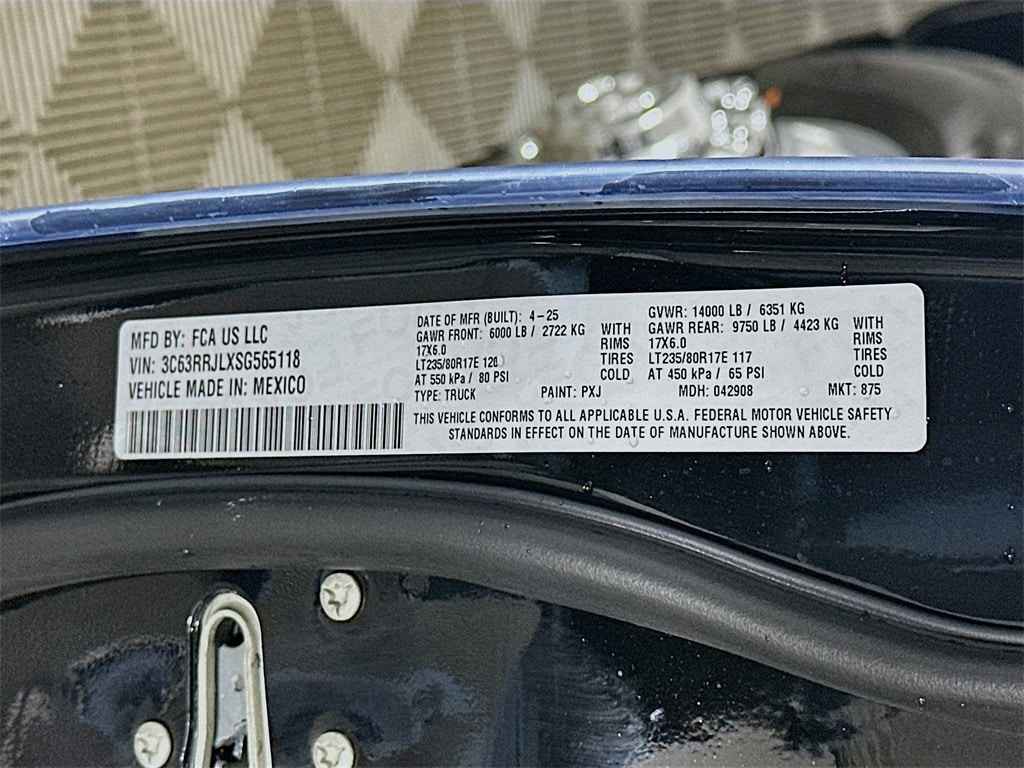 MFD BY: FCA US LLC
VIN: 3C63RRJLXSG565118
VEHICLE MADE IN: MEXICO
DATE OF MFR (BUILT): 4-25
GAWR FRONT: 6000 LB / 2722 KG WITH
17X6.0 RIMS
LT235/80R17E 120 TIRES
AT 550 kPa / 80 PSI COLD
GVWR: 14000 LB / 6351 KG
GAWR REAR: 9750 LB / 4423 KG WITH
17X6.0 RIMS
LT235/80R17E 117 TIRES
AT 450 kPa / 65 PSI COLD
TYPE: TRUCK PAINT: PXJ MDH: 042908 MKT: 875
THIS VEHICLE CONFORMS TO ALL APPLICABLE U.S.A. FEDERAL MOTOR VEHICLE SAFETY
STANDARDS IN EFFECT ON THE DATE OF MANUFACTURE SHOWN ABOVE.